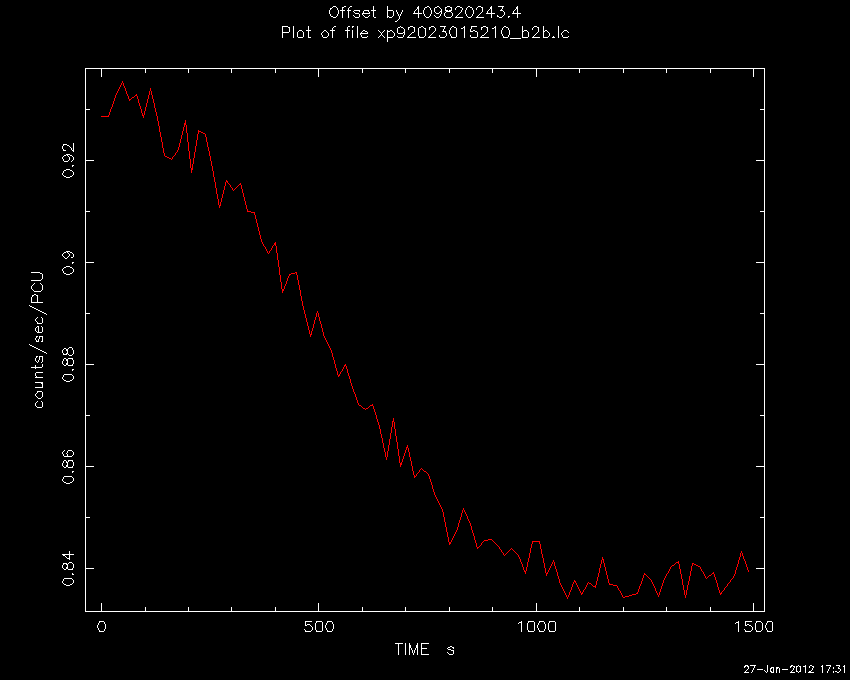 Offset by 409820243.4
Plot of file xp92023015210_b2b.lc
counts/sec/PCU
0.92
0.9
0.88
0.86
0.84
0
500
1000
1500
TIME s
27-Jan-2012 17:31